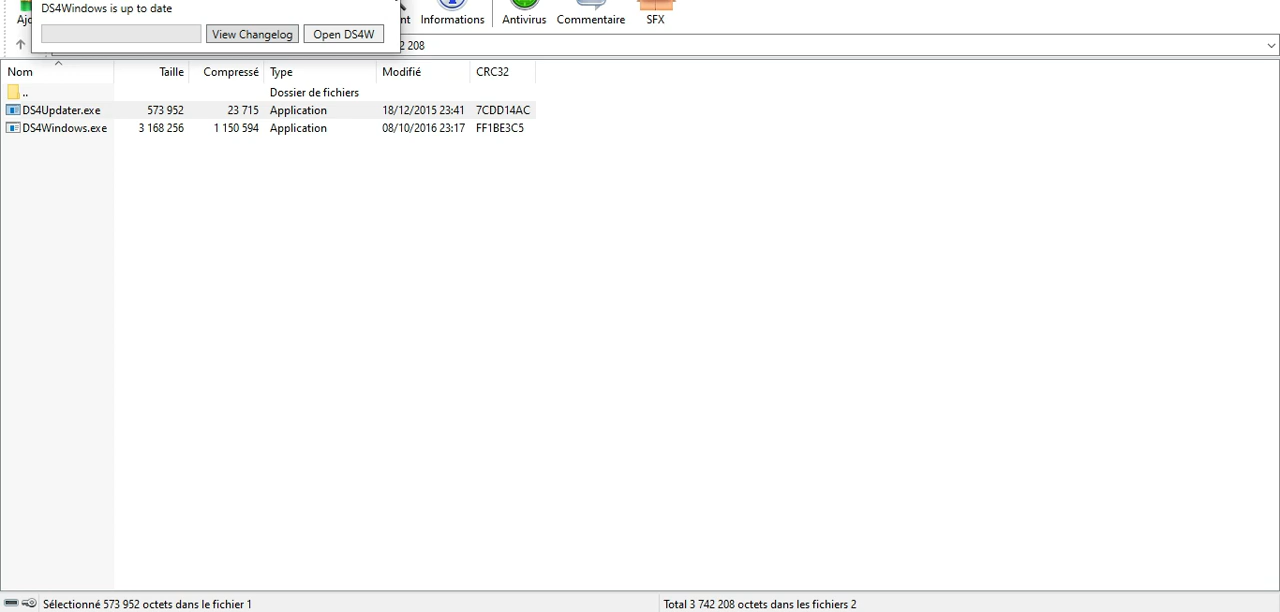 DS4Windows is up to date
View Changelog Open DS4W
Informations Antivirus Commentaire SFX
2 208
Nom Taille Compressé Type Modifié CRC32
.. Dossier de fichiers
DS4Updater.exe 573 952 23 715 Application 18/12/2015 23:41 7CDD14AC
DS4Windows.exe 3 168 256 1 150 594 Application 08/10/2016 23:17 FF1BE3C5
Sélectionné 573 952 octets dans le fichier 1 Total 3 742 208 octets dans les fichiers 2